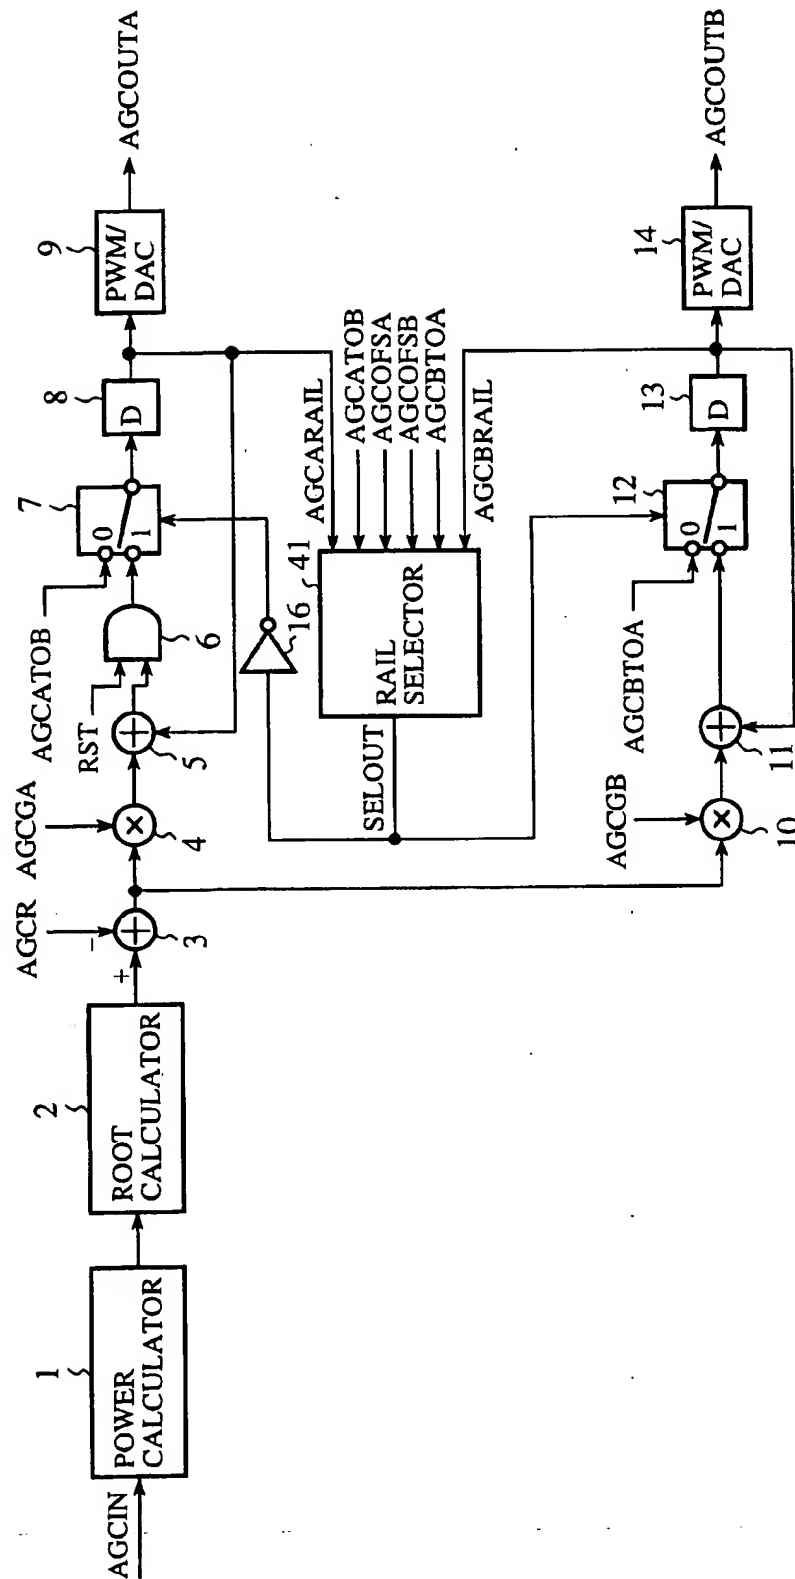 AGCIN
1
POWER
CALCULATOR
2
ROOT
CALCULATOR
+
AGCR
−
+
3
AGCGA
×
4
RST
+
5
6
AGCATOB
7
0
1
8
D
9
PWM/
DAC
AGCOUTA
SELOUT
16
41
RAIL
SELECTOR
AGCARAIL
AGCATOB
AGCOFSA
AGCOFSB
AGCBTOA
AGCBRAIL
AGCGB
×
10
+
11
AGCBTOA
12
0
1
13
D
14
PWM/
DAC
AGCOUTB